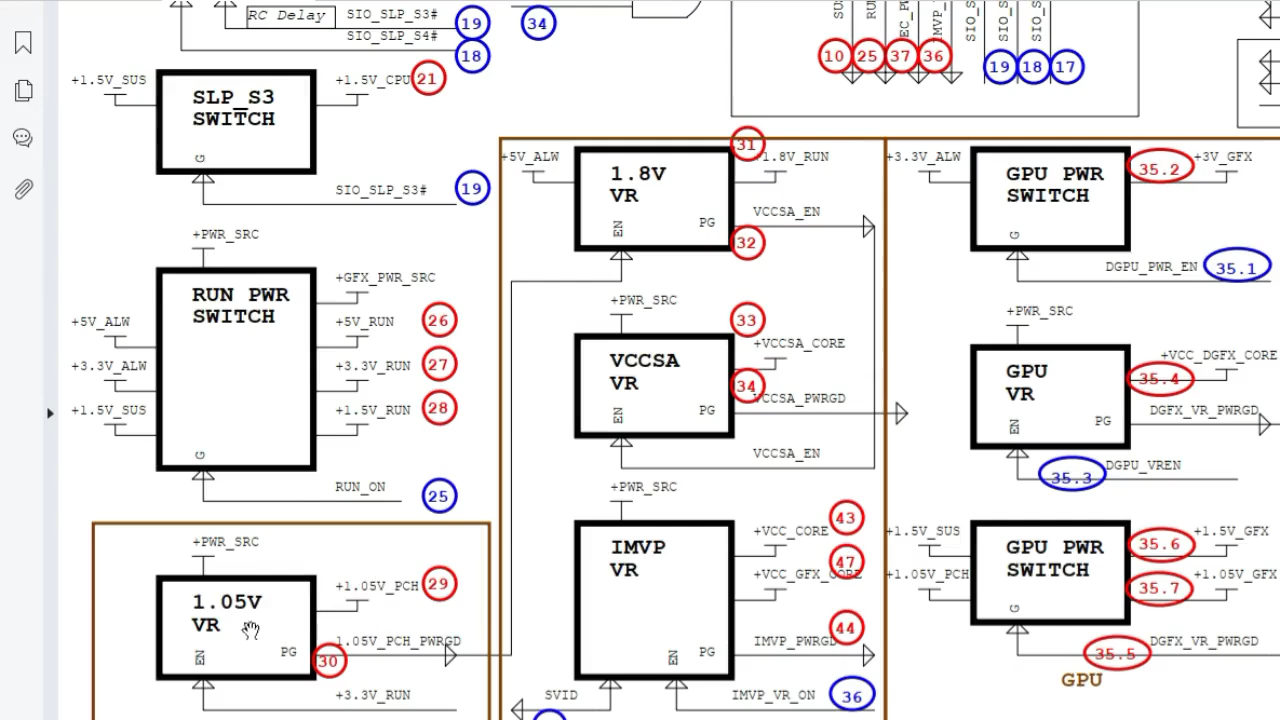 RC Delay
SIO_SLP_S3#
19
SIO_SLP_S4#
18
+1.5V_SUS
SLP_S3
SWITCH
G
+1.5V_CPU
21
SIO_SLP_S3#
19
+PWR_SRC
RUN PWR
SWITCH
G
+GFX_PWR_SRC
+5V_ALW
+5V_RUN
26
+3.3V_ALW
+3.3V_RUN
27
+1.5V_SUS
+1.5V_RUN
28
RUN_ON
25
+PWR_SRC
1.05V
VR
EN
PG
+1.05V_PCH
29
30
1.05V_PCH_PWRGD
+3.3V_RUN
34
10
25
37
36
19
18
17
+5V_ALW
1.8V
VR
EN
PG
31
1.8V_RUN
VCCSA_EN
32
+PWR_SRC
VCCSA
VR
EN
PG
33
+VCCSA_CORE
34
VCCSA_PWRGD
VCCSA_EN
+PWR_SRC
IMVP
VR
EN
PG
+VCC_CORE
43
+VCC_GFX_CORE
47
IMVP_PWRGD
44
SVID
IMVP_VR_ON
36
+3.3V_ALW
GPU PWR
SWITCH
G
35.2
+3V_GFX
DGPU_PWR_EN
35.1
+PWR_SRC
GPU
VR
EN
PG
+VCC_DGFX_CORE
35.4
DGFX_VR_PWRGD
DGPU_VREN
35.3
+1.5V_SUS
+1.05V_PCH
GPU PWR
SWITCH
G
35.6
+1.5V_GFX
35.7
+1.05V_GFX
DGFX_VR_PWRGD
35.5
GPU